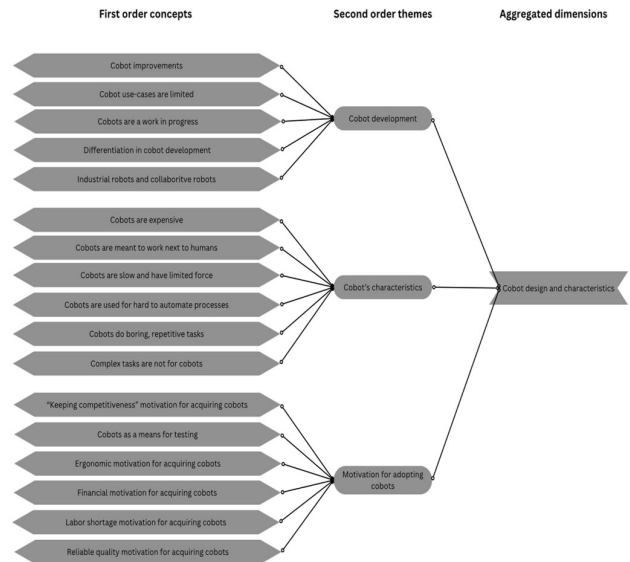 First order concepts
Second order themes
Aggregated dimensions
Cobot improvements
Cobot use-cases are limited
Cobots are a work in progress
Differentiation in cobot development
Industrial robots and collaboritve robots
Cobot development
Cobots are expensive
Cobots are meant to work next to humans
Cobots are slow and have limited force
Cobots are used for hard to automate processes
Cobots do boring, repetitive tasks
Complex tasks are not for cobots
Cobot's characteristics
Cobot design and characteristics
"Keeping competitiveness" motivation for acquiring cobots
Cobots as a means for testing
Ergonomic motivation for acquiring cobots
Financial motivation for acquiring cobots
Labor shortage motivation for acquiring cobots
Reliable quality motivation for acquiring cobots
Motivation for adopting
cobots